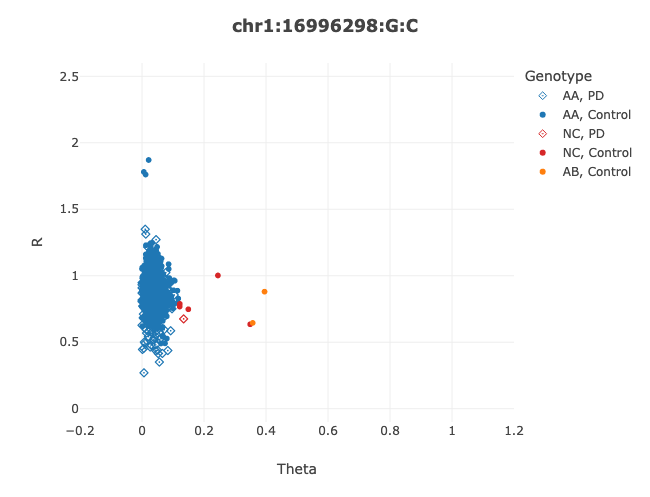 chr1:16996298:G:C
Genotype
AA, PD
AA, Control
NC, PD
NC, Control
AB, Control
2.5
2
1.5
1
0.5
0
R
−0.2 0 0.2 0.4 0.6 0.8 1 1.2
Theta